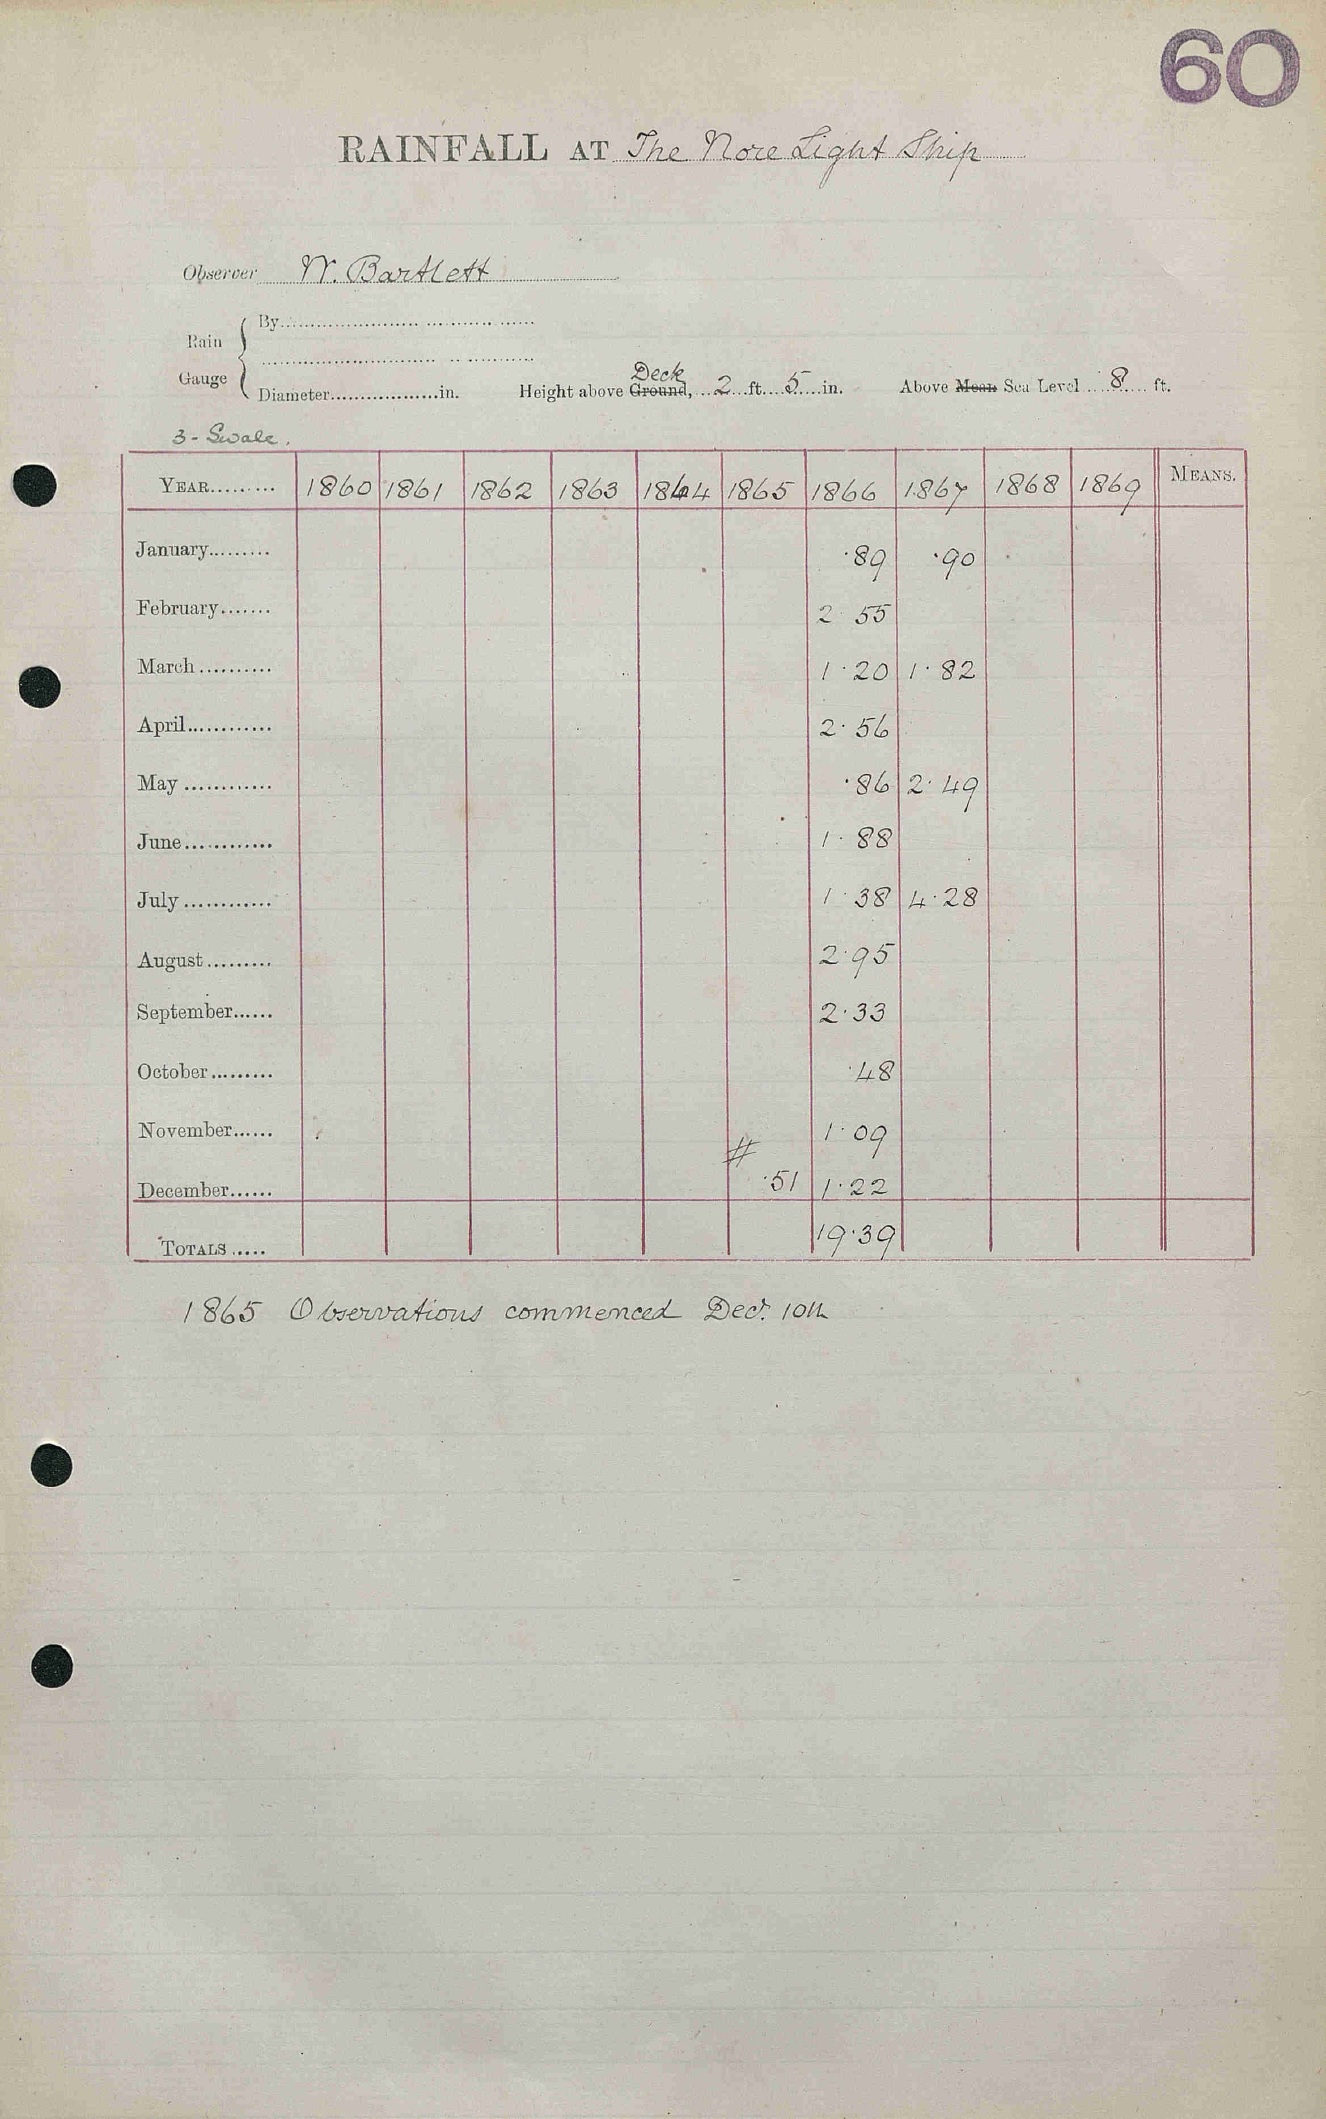 60
RAINFALL AT The Nore Light Ship
Observer W. Bartlett
Rain Gauge { By
Diameter in. Height above Ground, Deck 2 ft. 5 in. Above Mean Sea Level 8 ft.
3 - Swale.
YEAR 1860 1861 1862 1863 1864 1865 1866 1867 1868 1869 MEANS.
January ·89 ·90
February 2·55
March 1·20 1·82
April 2·56
May ·86 2·49
June 1·88
July 1·38 4·28
August 2·95
September 2·33
October ·48
November 1·09
December # ·51 1·22
TOTALS 19·39
1865 Observations commenced Decr. 10th